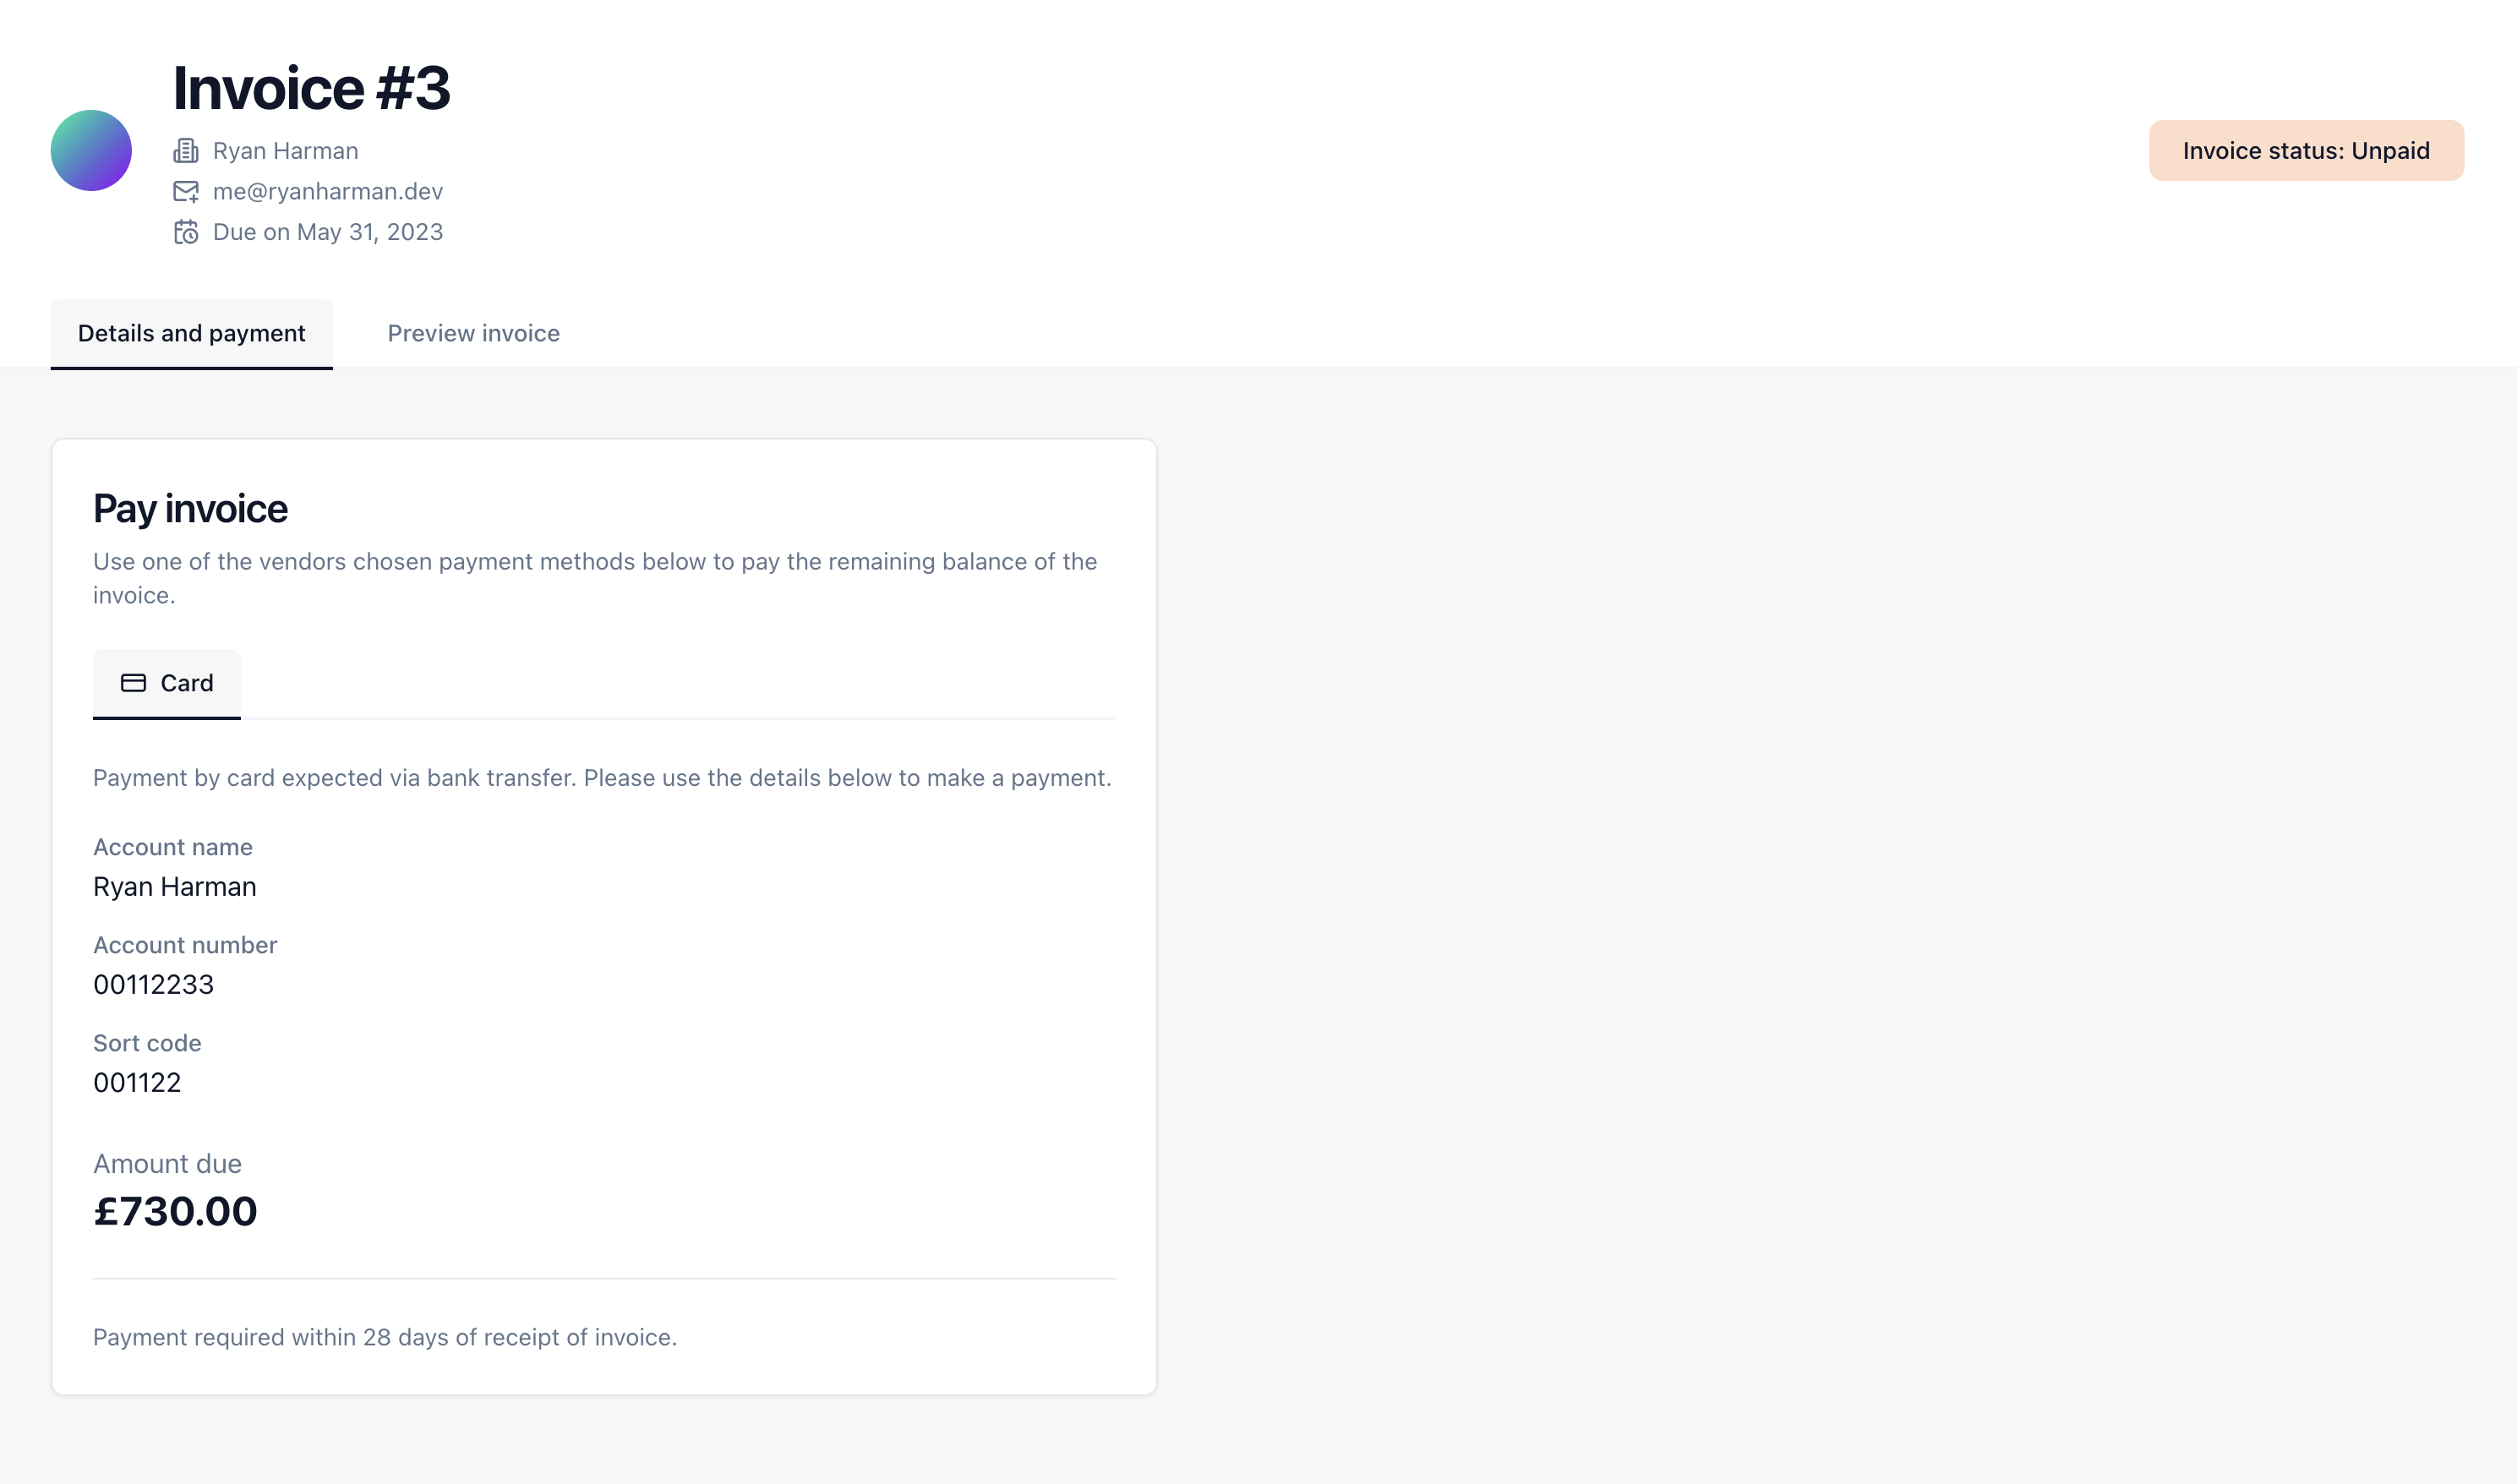 Invoice #3
Ryan Harman
me@ryanharman.dev
Due on May 31, 2023
Invoice status: Unpaid
Details and payment
Preview invoice
Pay invoice
Use one of the vendors chosen payment methods below to pay the remaining balance of the
invoice.
Card
Payment by card expected via bank transfer. Please use the details below to make a payment.
Account name
Ryan Harman
Account number
00112233
Sort code
001122
Amount due
£730.00
Payment required within 28 days of receipt of invoice.